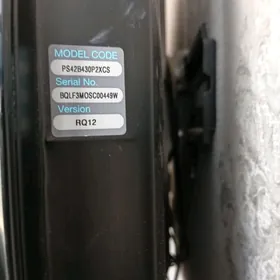 MODEL CODE
PS42B430P2XCS
Serial No.
BQLF3MOSC00449W
Version
RQ12